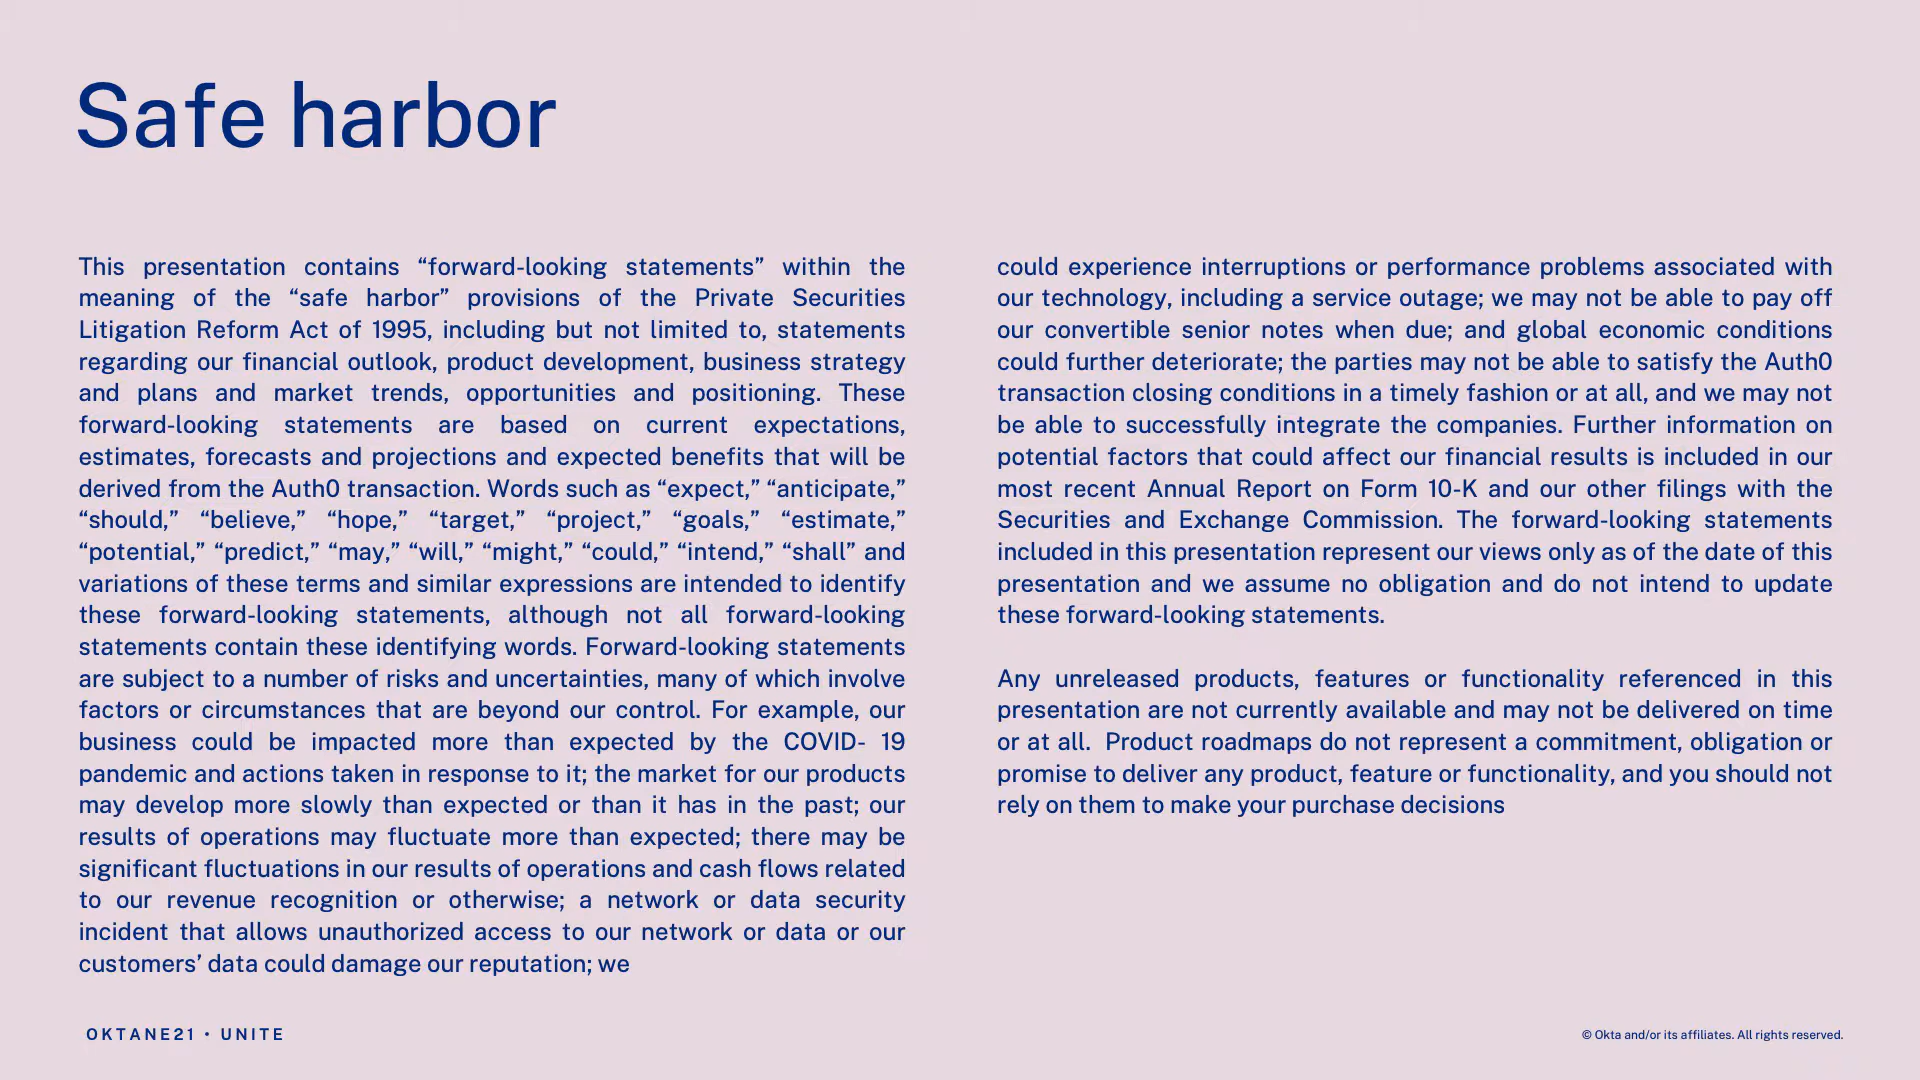 Safe harbor
This presentation contains “forward-looking statements” within the
meaning of the “safe harbor” provisions of the Private Securities
Litigation Reform Act of 1995, including but not limited to, statements
regarding our financial outlook, product development, business strategy
and plans and market trends, opportunities and positioning. These
forward-looking statements are based on current expectations,
estimates, forecasts and projections and expected benefits that will be
derived from the Auth0 transaction. Words such as “expect,” “anticipate,”
“should,” “believe,” “hope,” “target,” “project,” “goals,” “estimate,”
“potential,” “predict,” “may,” “will,” “might,” “could,” “intend,” “shall” and
variations of these terms and similar expressions are intended to identify
these forward-looking statements, although not all forward-looking
statements contain these identifying words. Forward-looking statements
are subject to a number of risks and uncertainties, many of which involve
factors or circumstances that are beyond our control. For example, our
business could be impacted more than expected by the COVID- 19
pandemic and actions taken in response to it; the market for our products
may develop more slowly than expected or than it has in the past; our
results of operations may fluctuate more than expected; there may be
significant fluctuations in our results of operations and cash flows related
to our revenue recognition or otherwise; a network or data security
incident that allows unauthorized access to our network or data or our
customers’ data could damage our reputation; we
could experience interruptions or performance problems associated with
our technology, including a service outage; we may not be able to pay off
our convertible senior notes when due; and global economic conditions
could further deteriorate; the parties may not be able to satisfy the Auth0
transaction closing conditions in a timely fashion or at all, and we may not
be able to successfully integrate the companies. Further information on
potential factors that could affect our financial results is included in our
most recent Annual Report on Form 10-K and our other filings with the
Securities and Exchange Commission. The forward-looking statements
included in this presentation represent our views only as of the date of this
presentation and we assume no obligation and do not intend to update
these forward-looking statements.
Any unreleased products, features or functionality referenced in this
presentation are not currently available and may not be delivered on time
or at all.  Product roadmaps do not represent a commitment, obligation or
promise to deliver any product, feature or functionality, and you should not
rely on them to make your purchase decisions
OKTANE21 • UNITE
© Okta and/or its affiliates. All rights reserved.